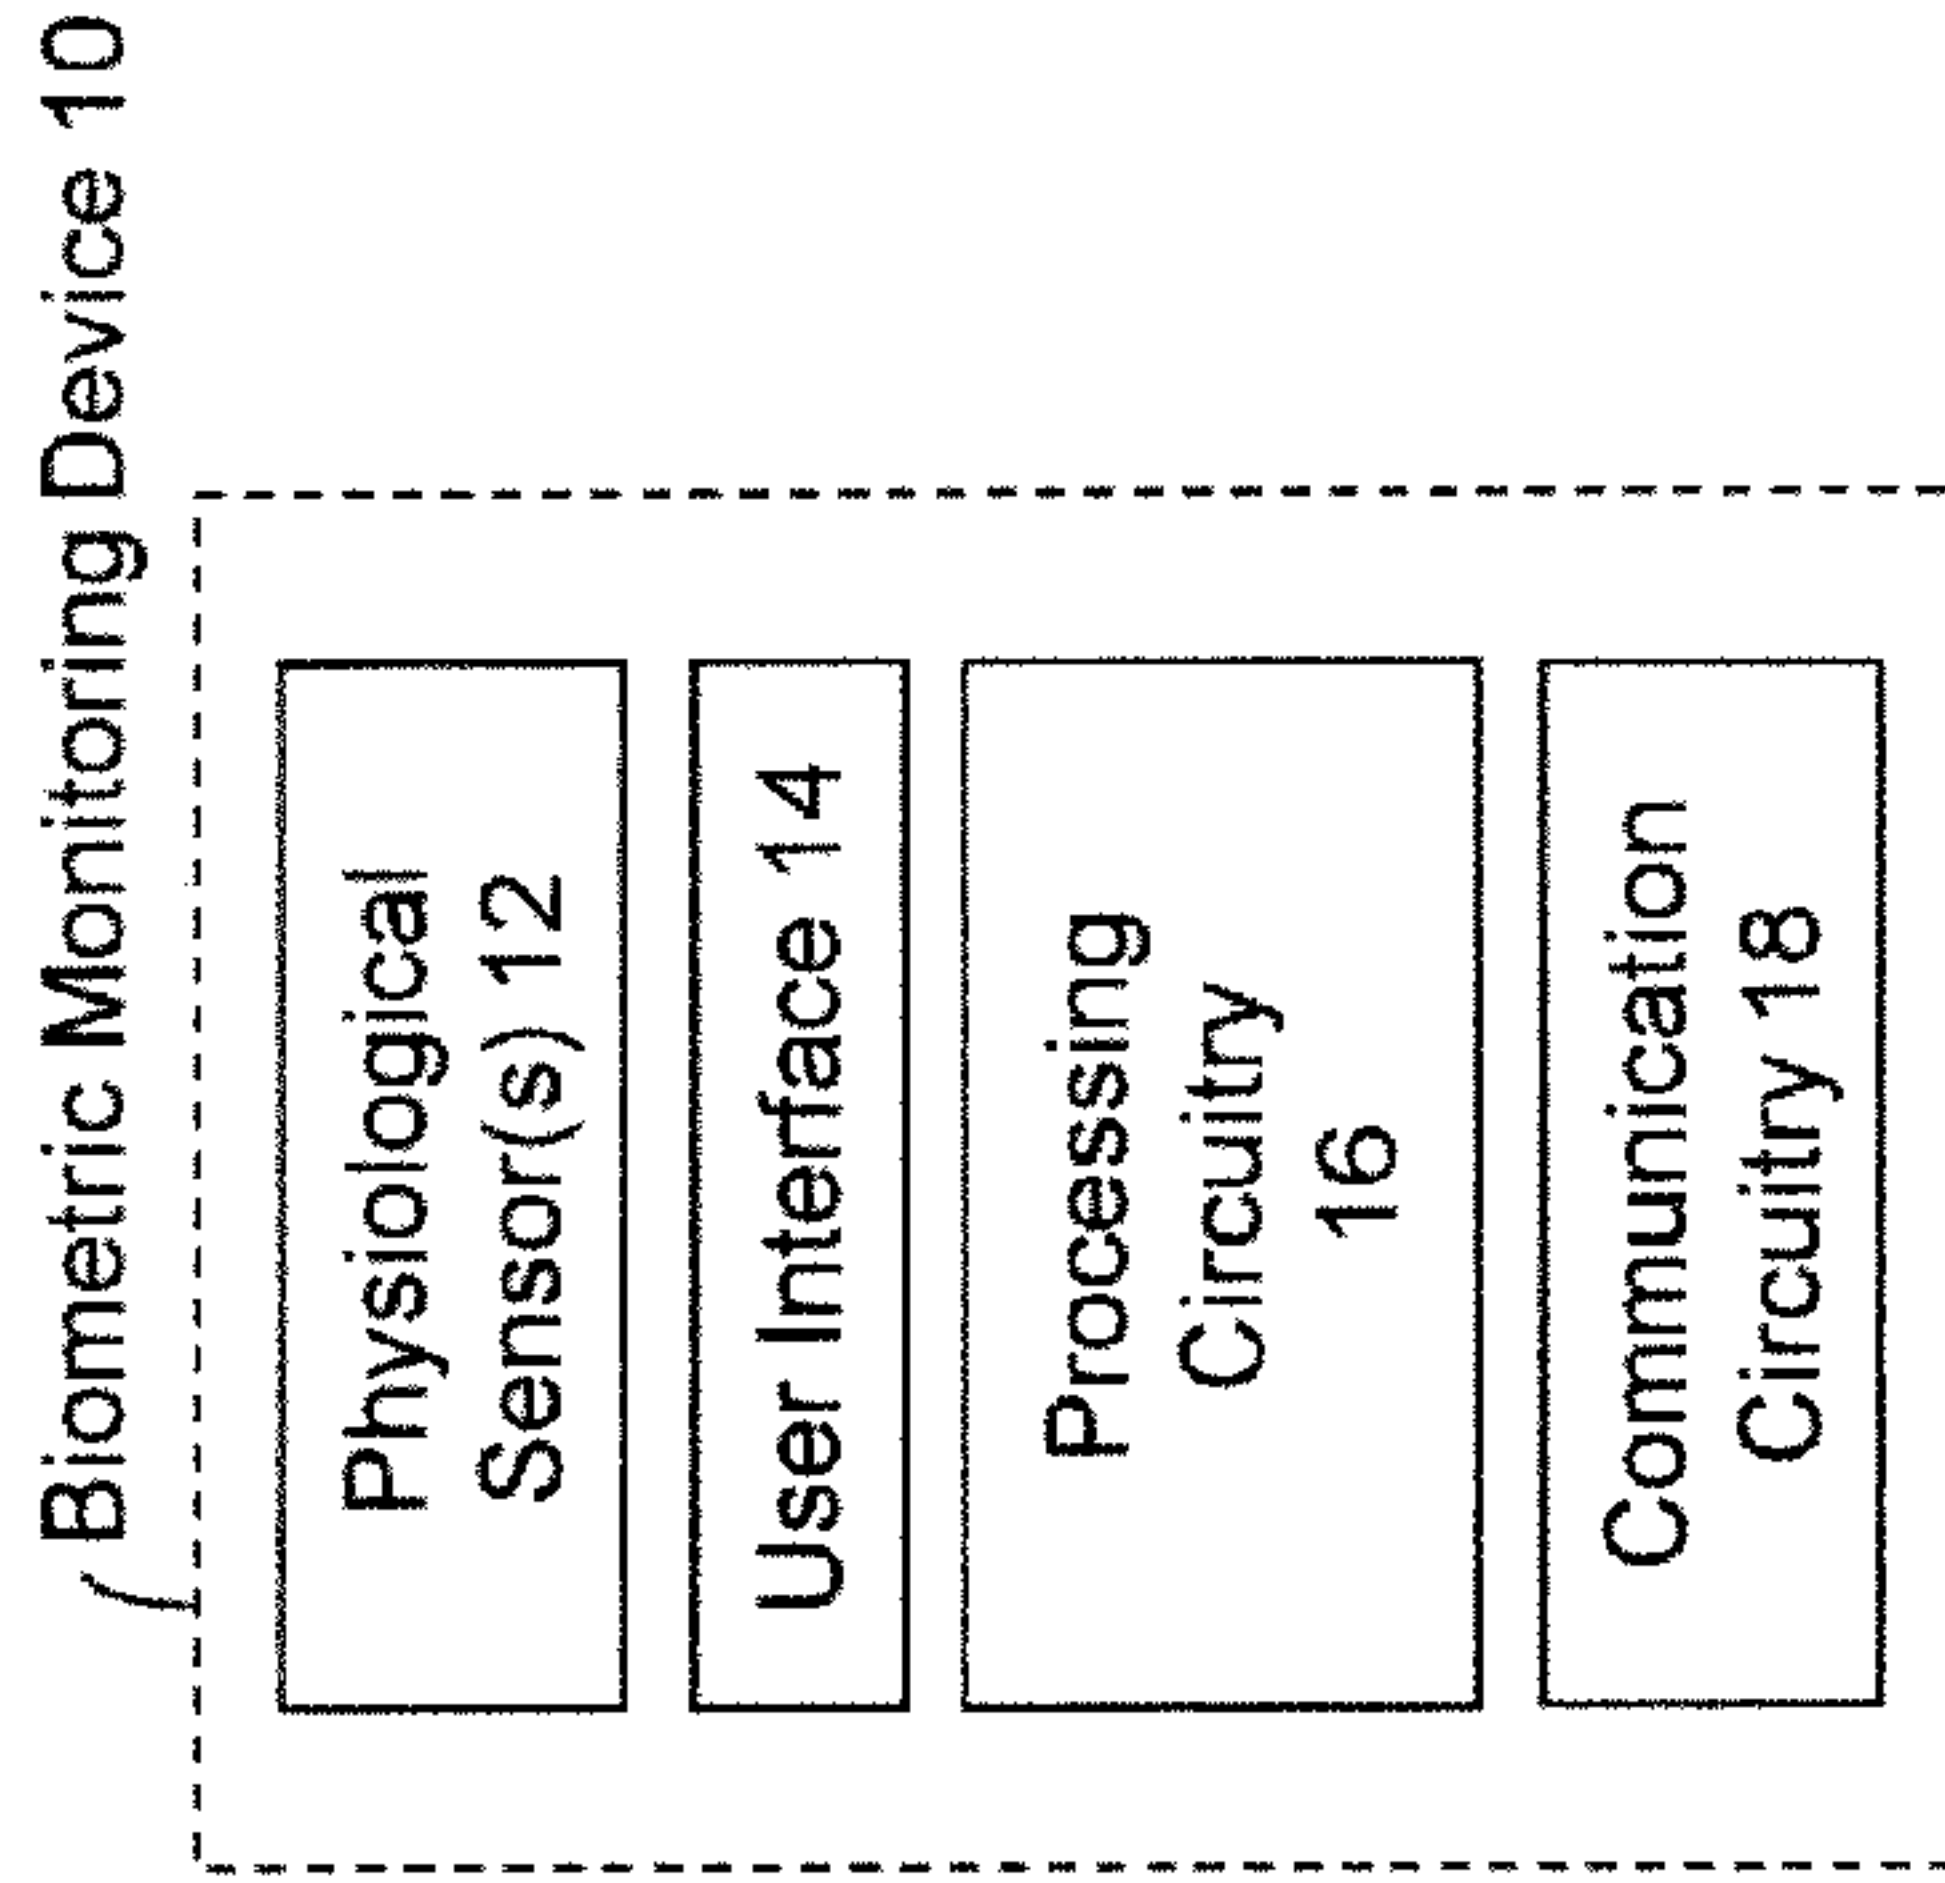 Biometric Monitoring Device 10
Physiological
Sensor(s) 12
User Interface 14
Processing
Circuitry
16
Communication
Circuitry 18